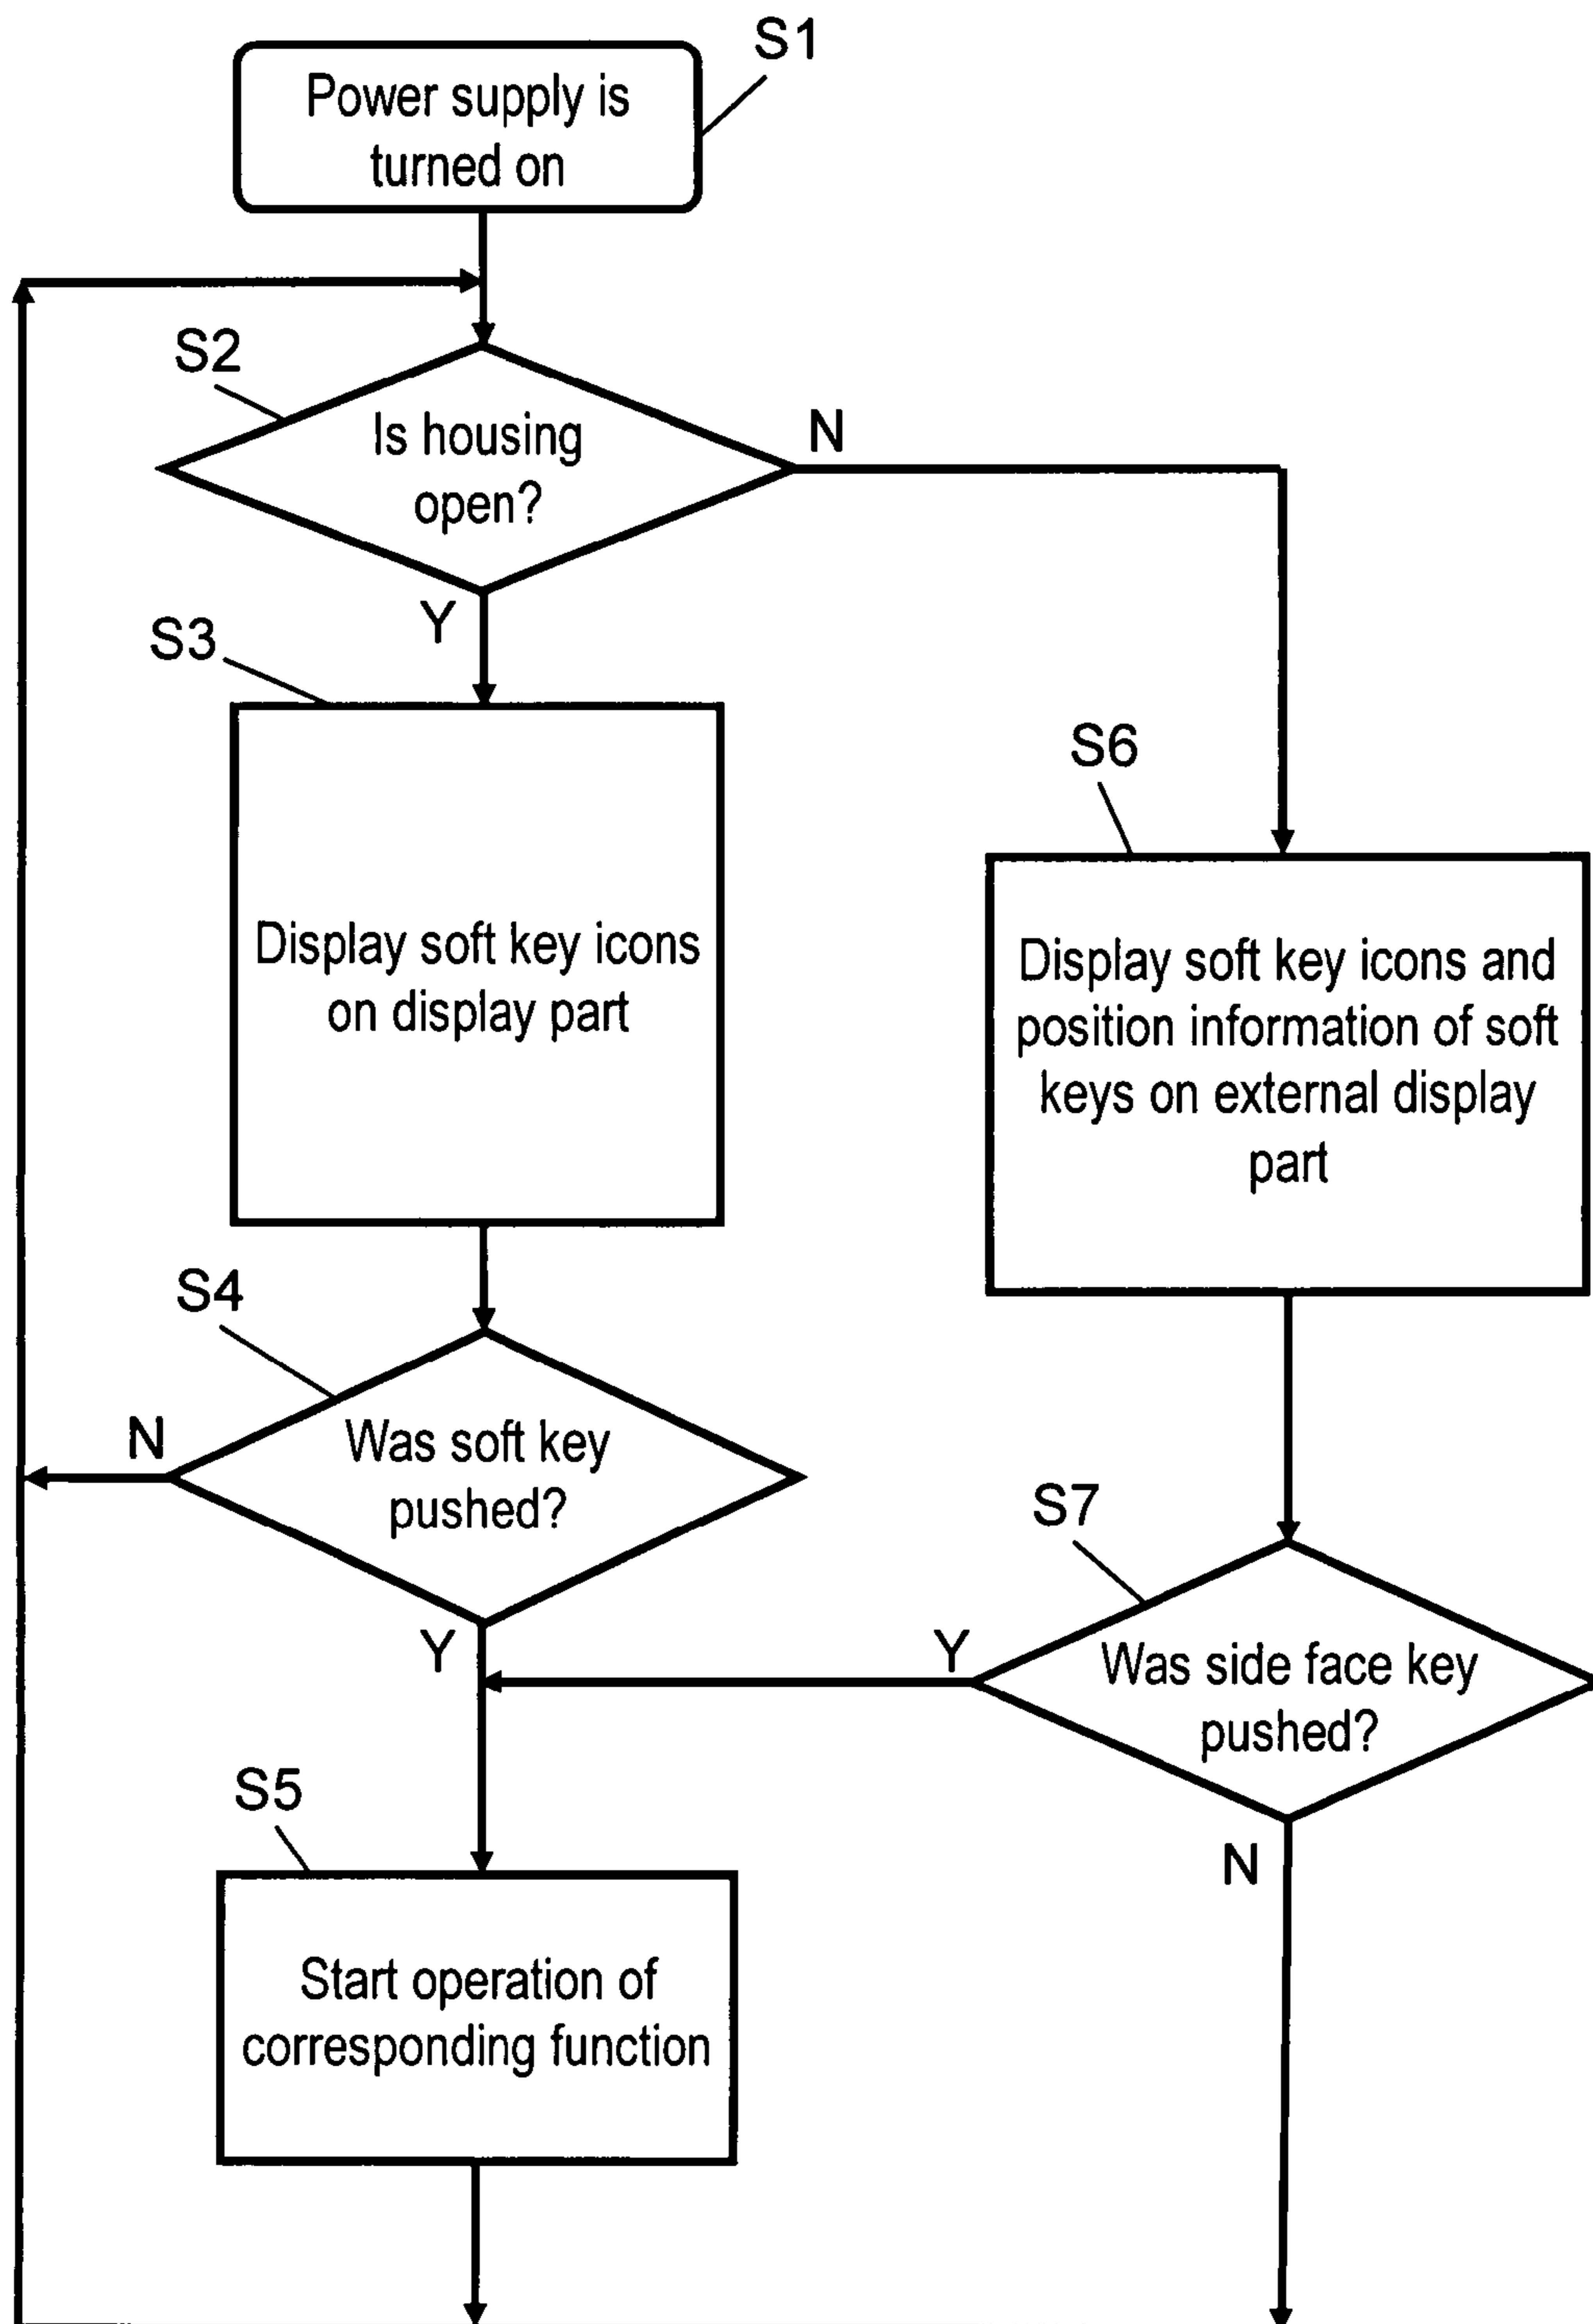 S1
Power supply is
turned on
S2
Is housing
open?
N
Y
S3
Display soft key icons
on display part
S6
Display soft key icons and
position information of soft
keys on external display
part
S4
Was soft key
pushed?
N
Y
S7
Was side face key
pushed?
Y
N
S5
Start operation of
corresponding function